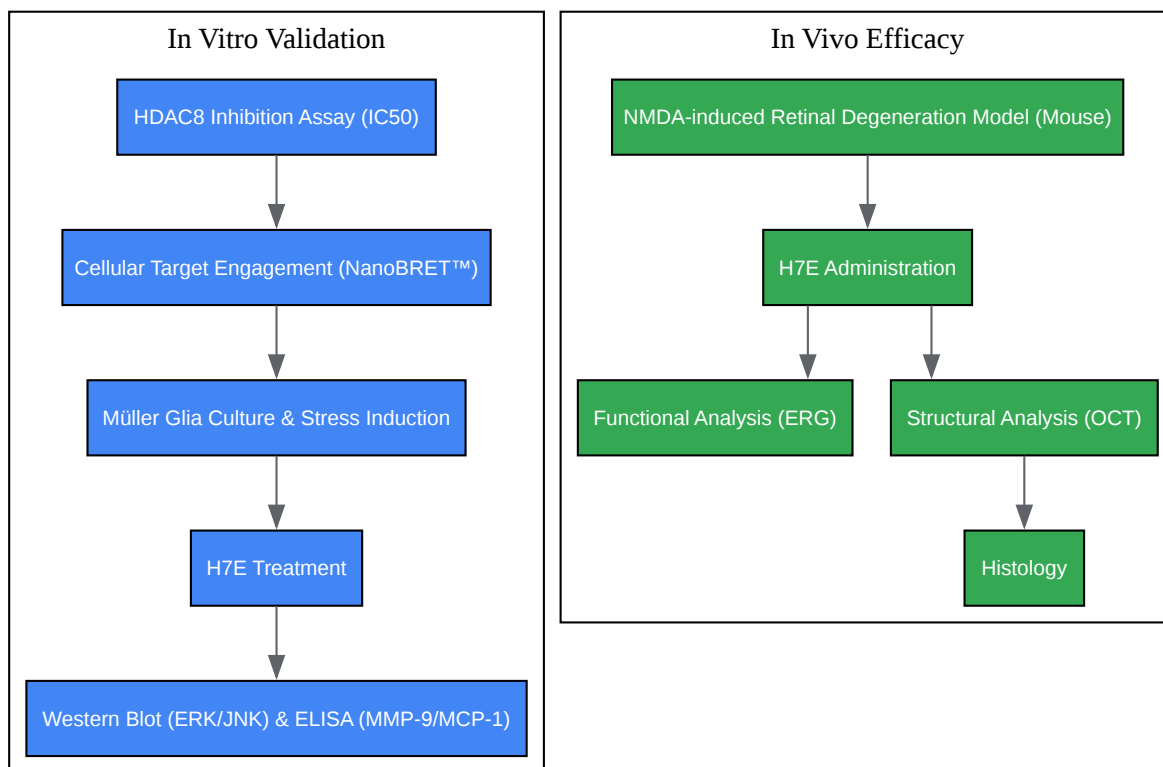 In Vitro Validation
HDAC8 Inhibition Assay (IC50)
Cellular Target Engagement (NanoBRET™)
Müller Glia Culture & Stress Induction
H7E Treatment
Western Blot (ERK/JNK) & ELISA (MMP-9/MCP-1)
In Vivo Efficacy
NMDA-induced Retinal Degeneration Model (Mouse)
H7E Administration
Functional Analysis (ERG)
Structural Analysis (OCT)
Histology